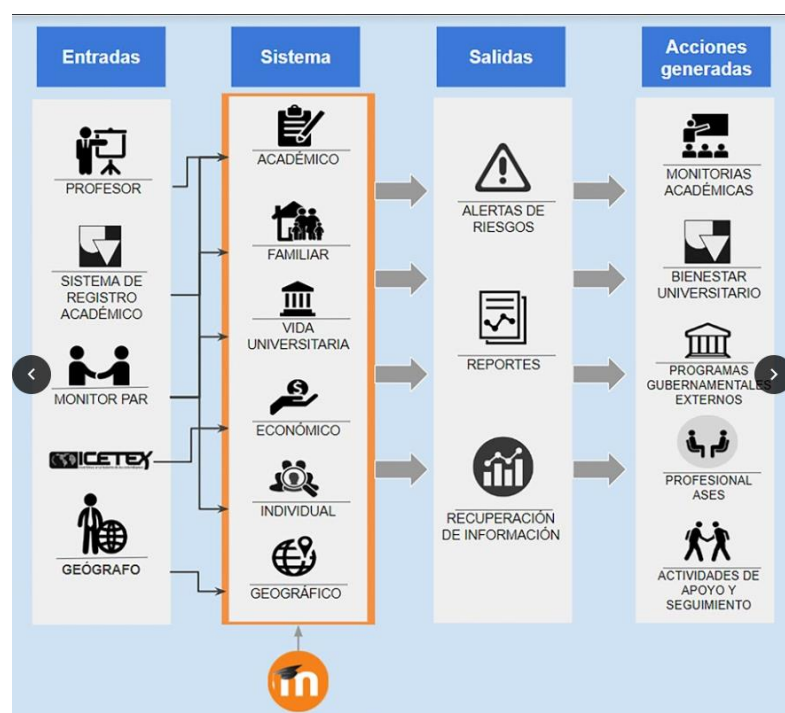 Entradas
Sistema
Salidas
Acciones
generadas
PROFESOR
SISTEMA DE
REGISTRO
ACADÉMICO
MONITOR PAR
ICETEX
GEÓGRAFO
ACADÉMICO
FAMILIAR
VIDA
UNIVERSITARIA
ECONÓMICO
INDIVIDUAL
GEOGRÁFICO
ALERTAS DE
RIESGOS
REPORTES
RECUPERACIÓN
DE INFORMACIÓN
MONITORIAS
ACADÉMICAS
BIENESTAR
UNIVERSITARIO
PROGRAMAS
GUBERNAMENTALES
EXTERNOS
PROFESIONAL
ASES
ACTIVIDADES DE
APOYO Y
SEGUIMIENTO